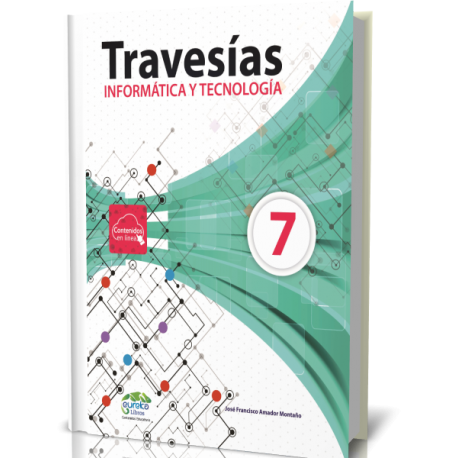 Travesías
INFORMÁTICA Y TECNOLOGÍA
Contenidos
en línea
7
José Francisco Amador Montaño
eureka
Libros